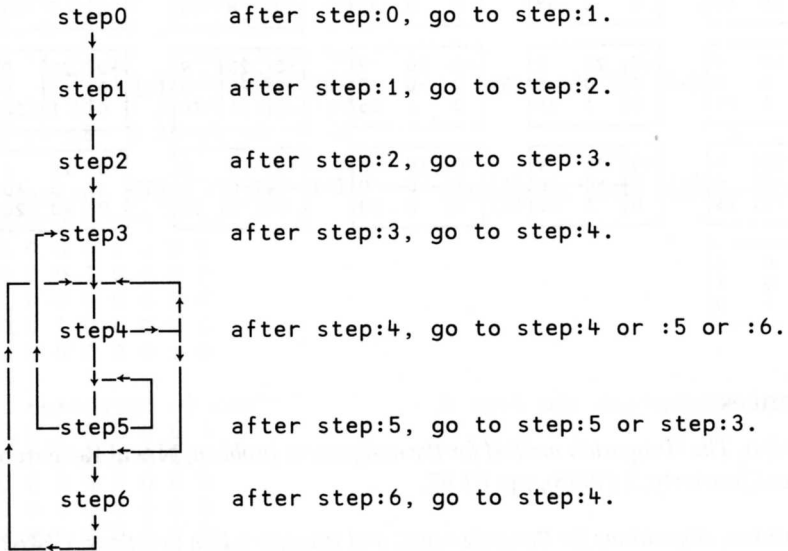 step0 after step:0, go to step:1.
step1 after step:1, go to step:2.
step2 after step:2, go to step:3.
step3 after step:3, go to step:4.
step4 after step:4, go to step:4 or :5 or :6.
step5 after step:5, go to step:5 or step:3.
step6 after step:6, go to step:4.